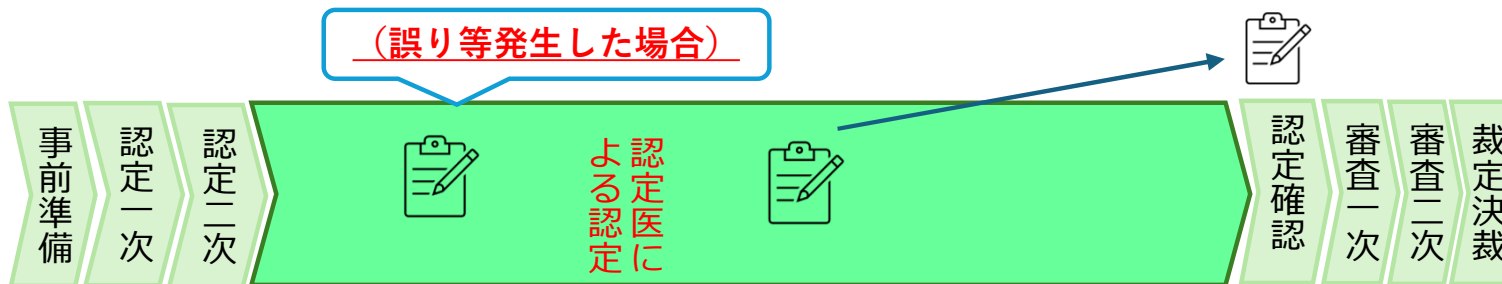 （誤り等発生した場合）
事前準備
認定一次
認定二次
認定医に
よる認定
認定確認
審査一次
審査二次
裁定決裁